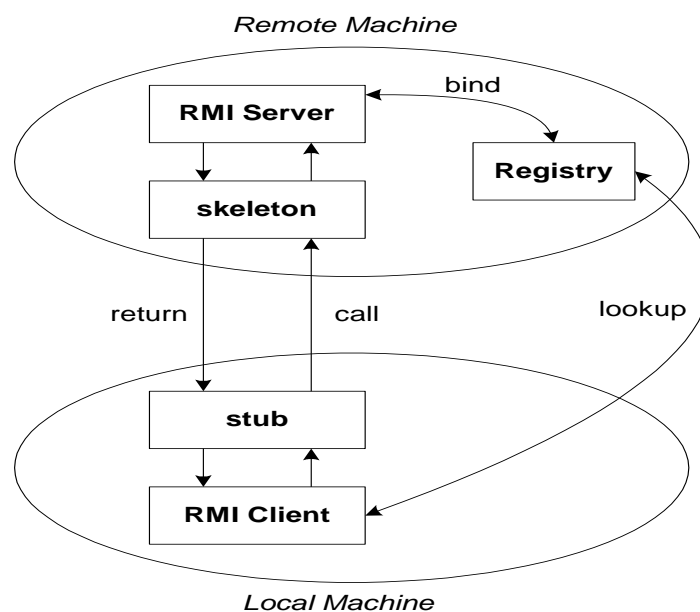 Remote Machine
bind
RMI Server
Registry
skeleton
return
call
lookup
stub
RMI Client
Local Machine